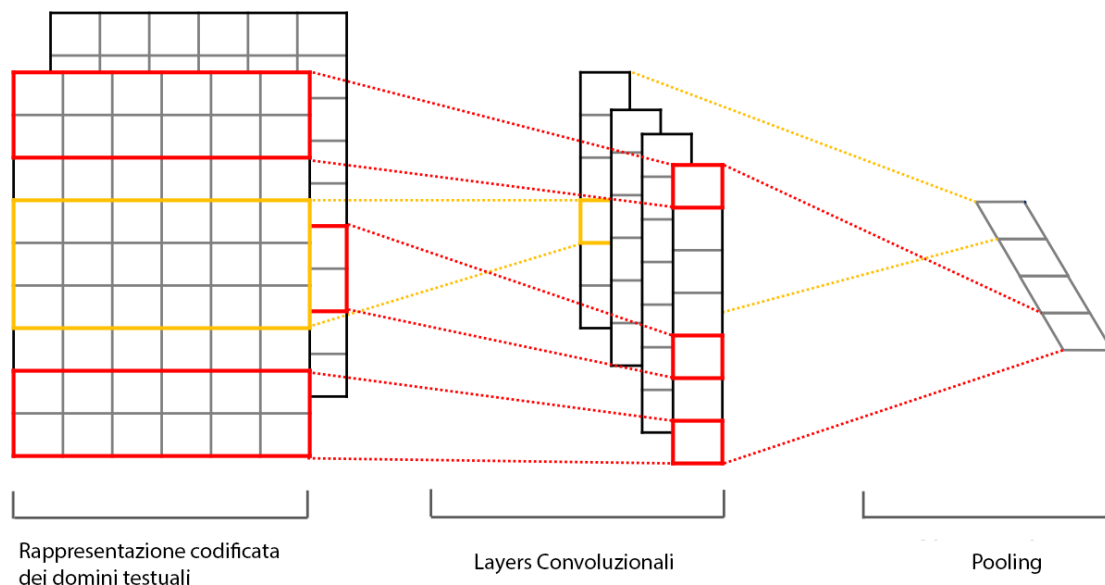 Rappresentazione codificata
dei domini testuali
Layers Convoluzionali
Pooling